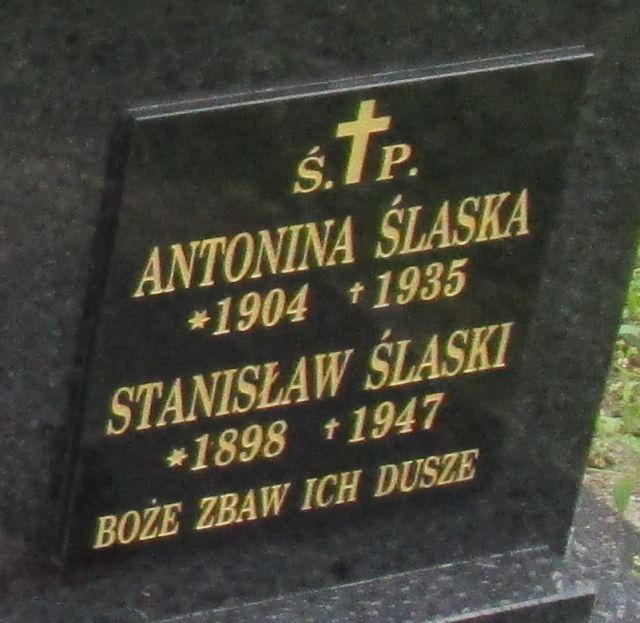 Ś. P.
ANTONINA ŚLASKA
*1904 †1935
STANISŁAW ŚLASKI
*1898 †1947
BOŻE ZBAW ICH DUSZE